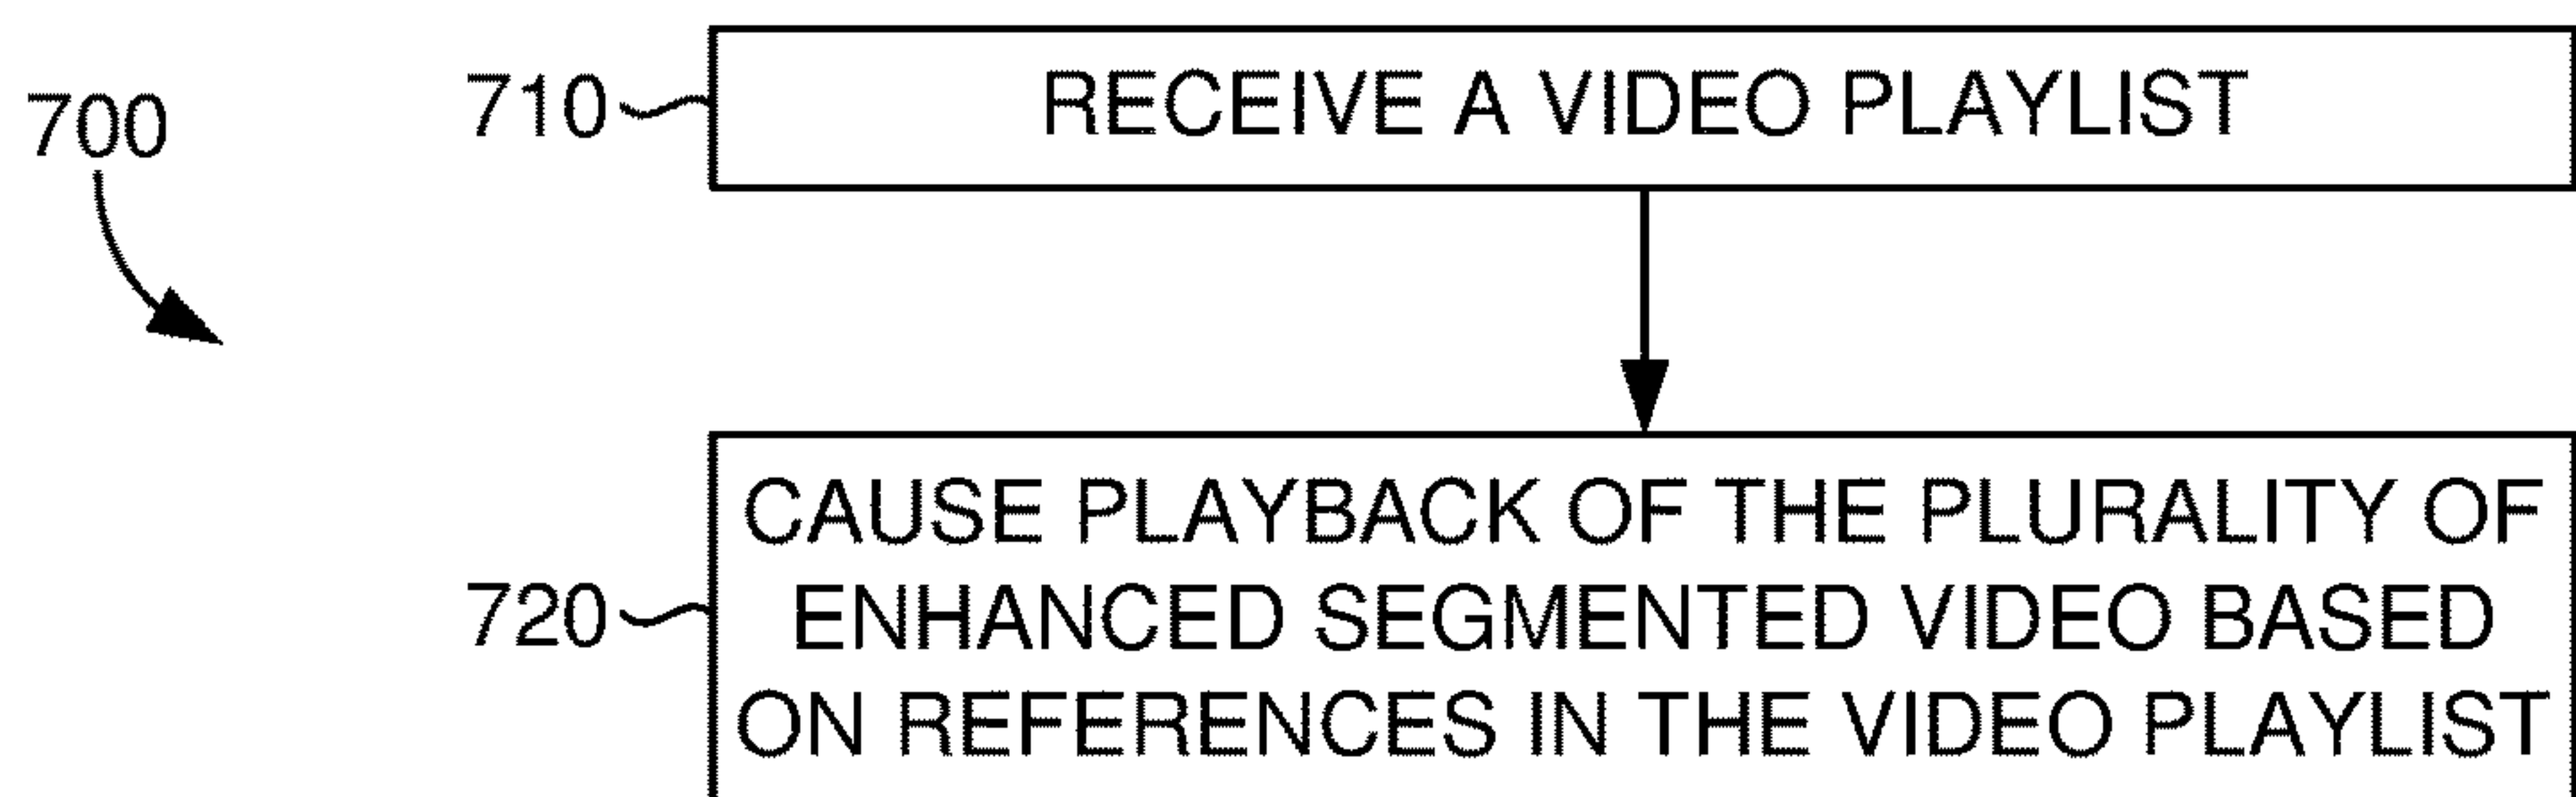 700
710
RECEIVE A VIDEO PLAYLIST
720
CAUSE PLAYBACK OF THE PLURALITY OF
ENHANCED SEGMENTED VIDEO BASED
ON REFERENCES IN THE VIDEO PLAYLIST